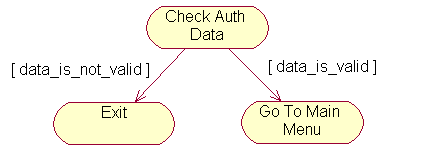 Check Auth
Data
[ data_is_not_valid ]
[ data_is_valid ]
Exit
Go To Main
Menu